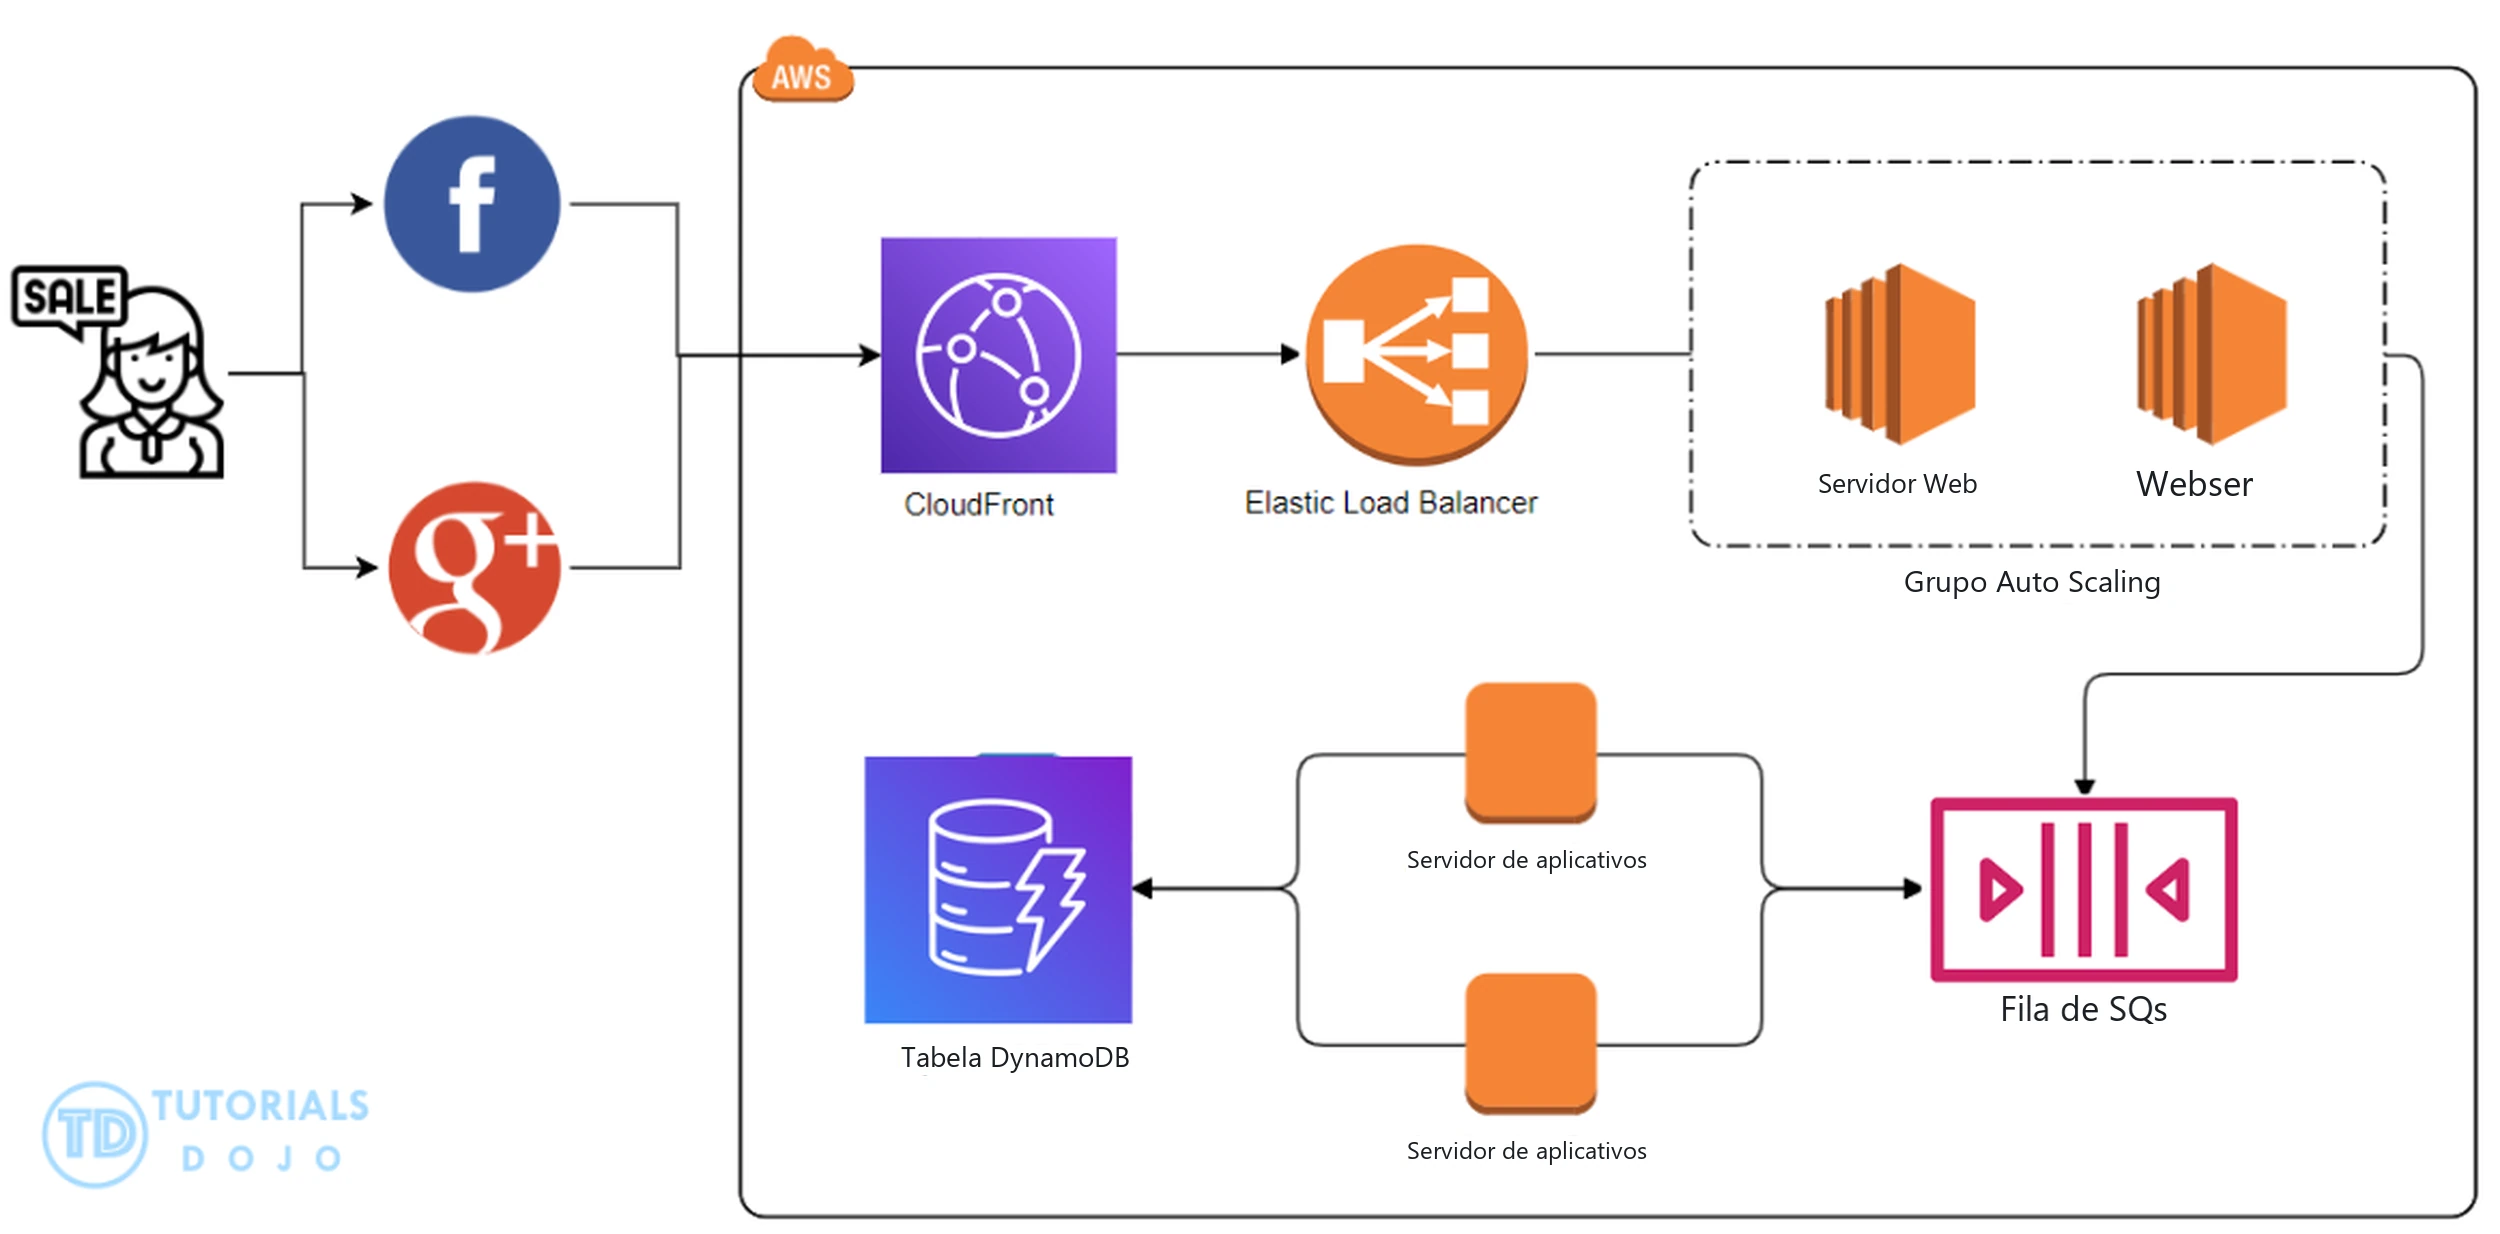 AWS
SALE
f
g+
CloudFront
Elastic Load Balancer
Servidor Web
Webser
Grupo Auto Scaling
Servidor de aplicativos
Tabela DynamoDB
Fila de SQs
Servidor de aplicativos
TD
TUTORIALS
DOJO